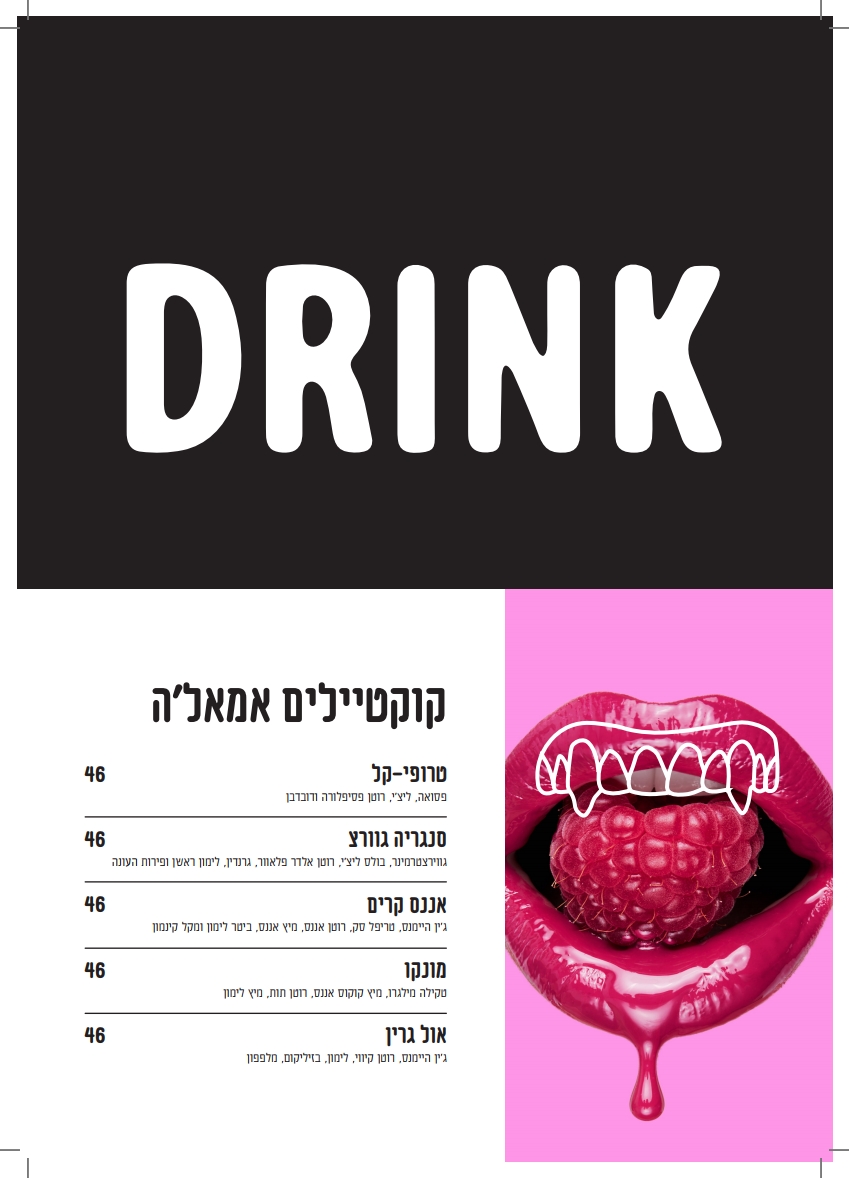 DRINK
קוקטיילים אמאל'ה
טרופי-קל 46
פסואה, ליצ'י, רוטן פסיפלורה ודובדבן
סנגריה גוורצ 46
גווירצטרמינר, בולס ליצ'י, רוטן אלדר פלאוור, גרנדין, לימון ראשן ופירות העונה
אננס קרים 46
ג'ין היימנס, טריפל סק, רוטן אננס, מיץ אננס, ביטר לימון ומקל קינמון
מונקו 46
טקילה מילגרו, מיץ קוקוס אננס, רוטן תות, מיץ לימון
אול גרין 46
ג'ין היימנס, רוטן קיווי, לימון, בזיליקום, מלפפון